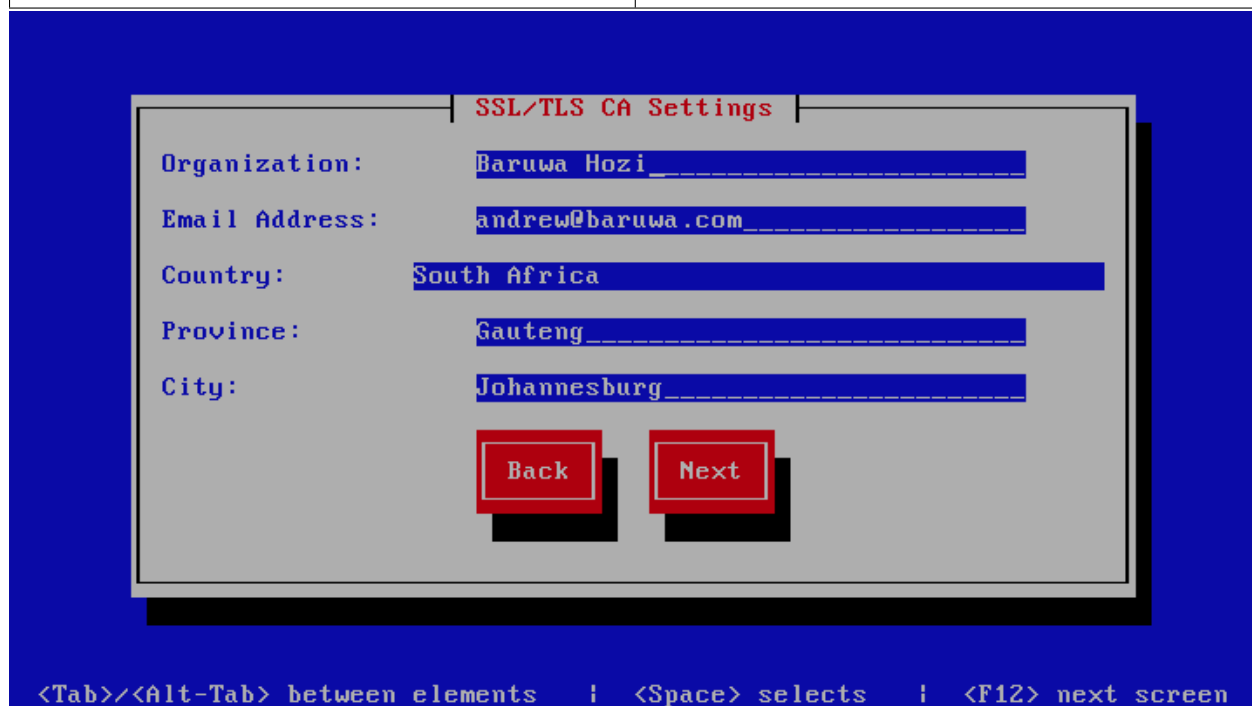 SSL/TLS CA Settings
Organization: Baruwa Hozi
Email Address: andrew@baruwa.com
Country: South Africa
Province: Gauteng
City: Johannesburg
Back Next
<Tab>/<Alt-Tab> between elements | <Space> selects | <F12> next screen